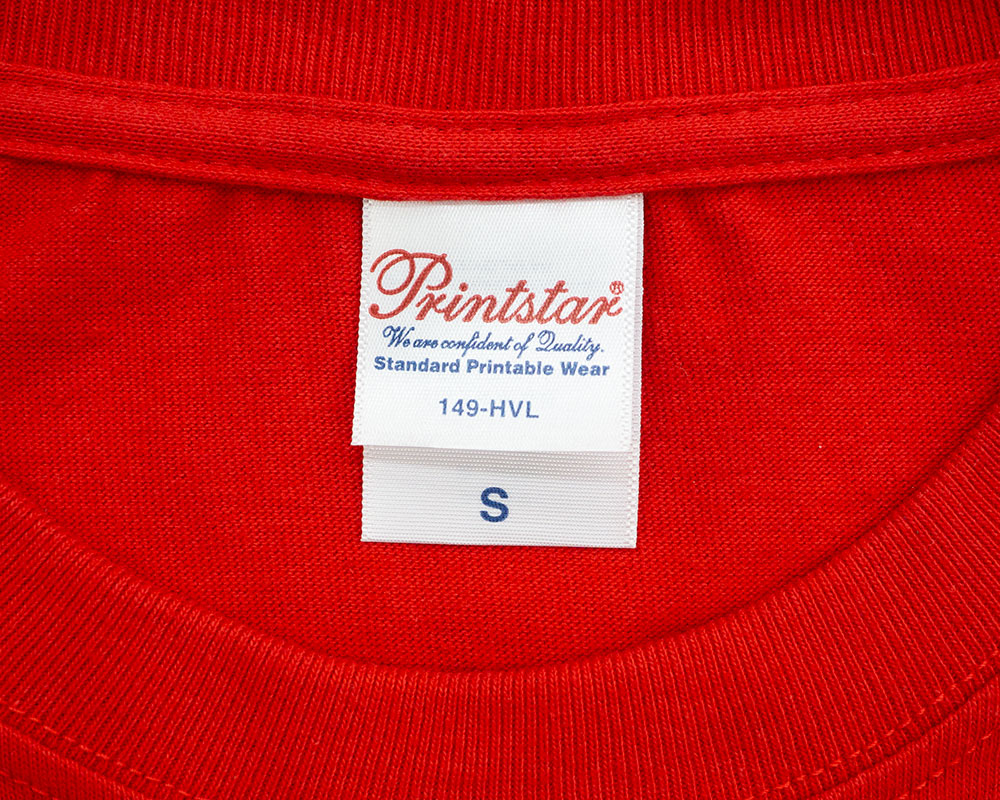 Printstar®
We are confident of Quality.
Standard Printable Wear
149-HVL
S